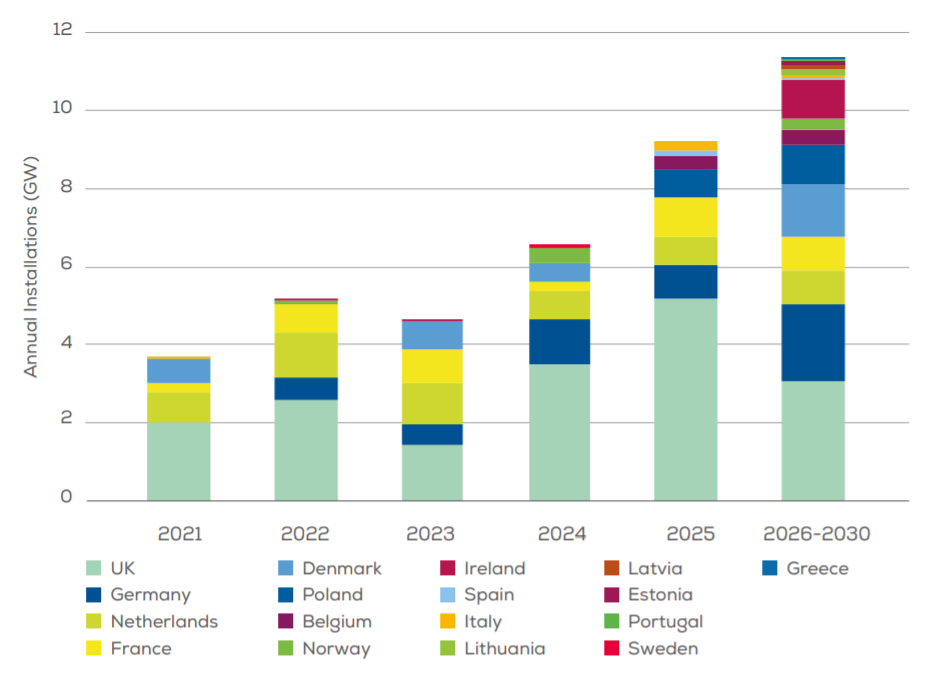 12
10
8
6
4
2
0
Annual Installations (GW)
2021 2022 2023 2024 2025 2026-2030
UK Denmark Ireland Latvia Greece
Germany Poland Spain Estonia
Netherlands Belgium Italy Portugal
France Norway Lithuania Sweden